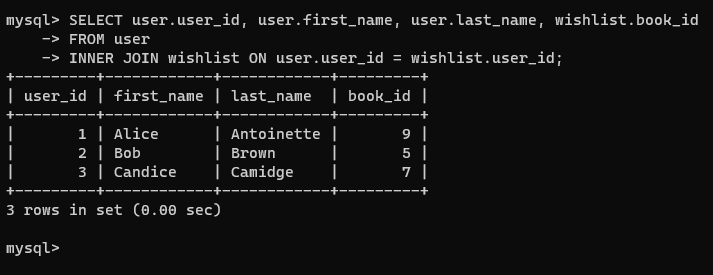 mysql> SELECT user.user_id, user.first_name, user.last_name, wishlist.book_id
    -> FROM user
    -> INNER JOIN wishlist ON user.user_id = wishlist.user_id;
+---------+------------+------------+---------+
| user_id | first_name | last_name  | book_id |
+---------+------------+------------+---------+
|       1 | Alice      | Antoinette |       9 |
|       2 | Bob        | Brown      |       5 |
|       3 | Candice    | Camidge    |       7 |
+---------+------------+------------+---------+
3 rows in set (0.00 sec)

mysql>